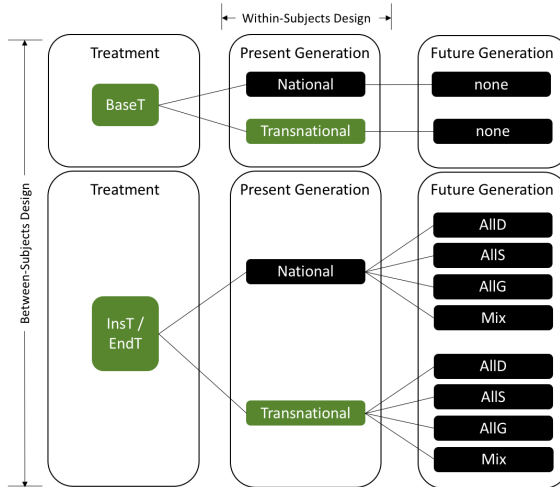 Within-Subjects Design
Between-Subjects Design
Treatment
Present Generation
Future Generation
BaseT
National
none
Transnational
none
Treatment
Present Generation
Future Generation
InsT /
EndT
National
AllD
AllS
AllG
Mix
Transnational
AllD
AllS
AllG
Mix